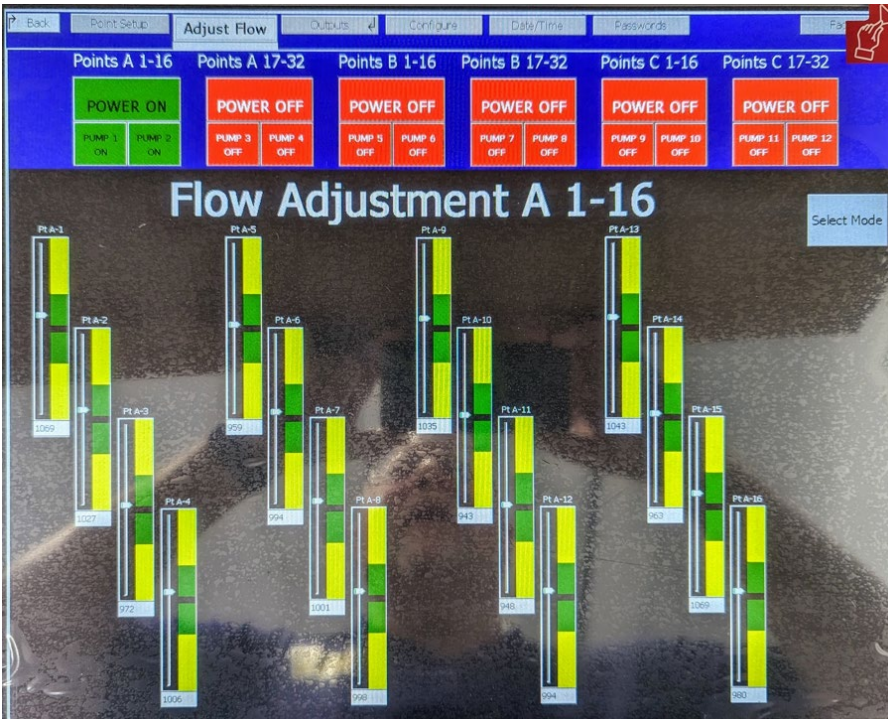 Back Point Setup Adjust Flow Outputs Configure Date/Time Passwords
Points A 1-16 Points A 17-32 Points B 1-16 Points B 17-32 Points C 1-16 Points C 17-32
POWER ON POWER OFF POWER OFF POWER OFF POWER OFF POWER OFF
PUMP 1 PUMP 2 PUMP 3 PUMP 4 PUMP 5 PUMP 6 PUMP 7 PUMP 8 PUMP 9 PUMP 10 PUMP 11 PUMP 12
ON ON OFF OFF OFF OFF OFF OFF OFF OFF OFF OFF
Flow Adjustment A 1-16
Select Mode
Pt A-1 Pt A-5 Pt A-9 Pt A-13
Pt A-2 Pt A-6 Pt A-10 Pt A-14
Pt A-3 Pt A-7 Pt A-11 Pt A-15
1069 959 1035 1043
Pt A-4 Pt A-8 Pt A-12 Pt A-16
1027 994 943 963
972 1001 948 1069
1006 998 994 980